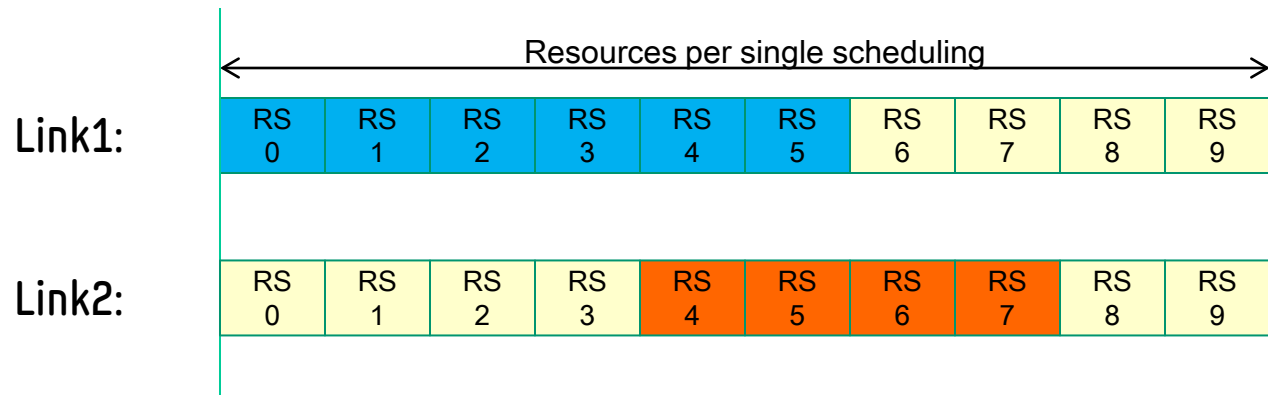 Resources per single scheduling
Link1:
RS RS RS RS RS RS RS RS RS RS
0 1 2 3 4 5 6 7 8 9
Link2:
RS RS RS RS RS RS RS RS RS RS
0 1 2 3 4 5 6 7 8 9